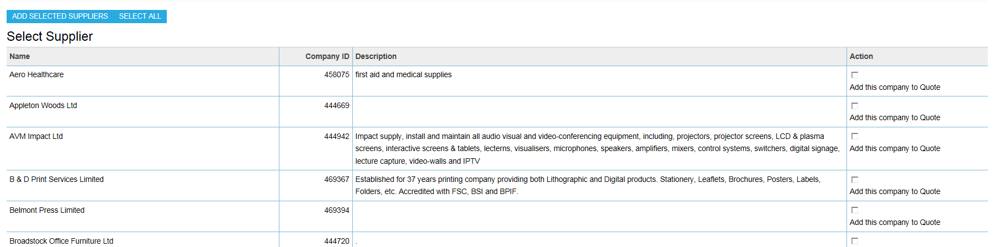 ADD SELECTED SUPPLIERS SELECT ALL
Select Supplier
Name Company ID Description Action
Aero Healthcare 458075 first aid and medical supplies
Add this company to Quote
Appleton Woods Ltd 444669
Add this company to Quote
AVM Impact Ltd 444942 Impact supply, install and maintain all audio visual and video-conferencing equipment, including, projectors, projector screens, LCD & plasma
screens, interactive screens & tablets, lecterns, visualisers, microphones, speakers, amplifiers, mixers, control systems, switchers, digital signage, Add this company to Quote
lecture capture, video-walls and IPTV
B & D Print Services Limited 469367 Established for 37 years printing company providing both Lithographic and Digital products. Stationery, Leaflets, Brochures, Posters, Labels,
Folders, etc. Accredited with FSC, BSI and BPIF. Add this company to Quote
Belmont Press Limited 469394
Add this company to Quote
Broadstock Office Furniture Ltd 444720 .